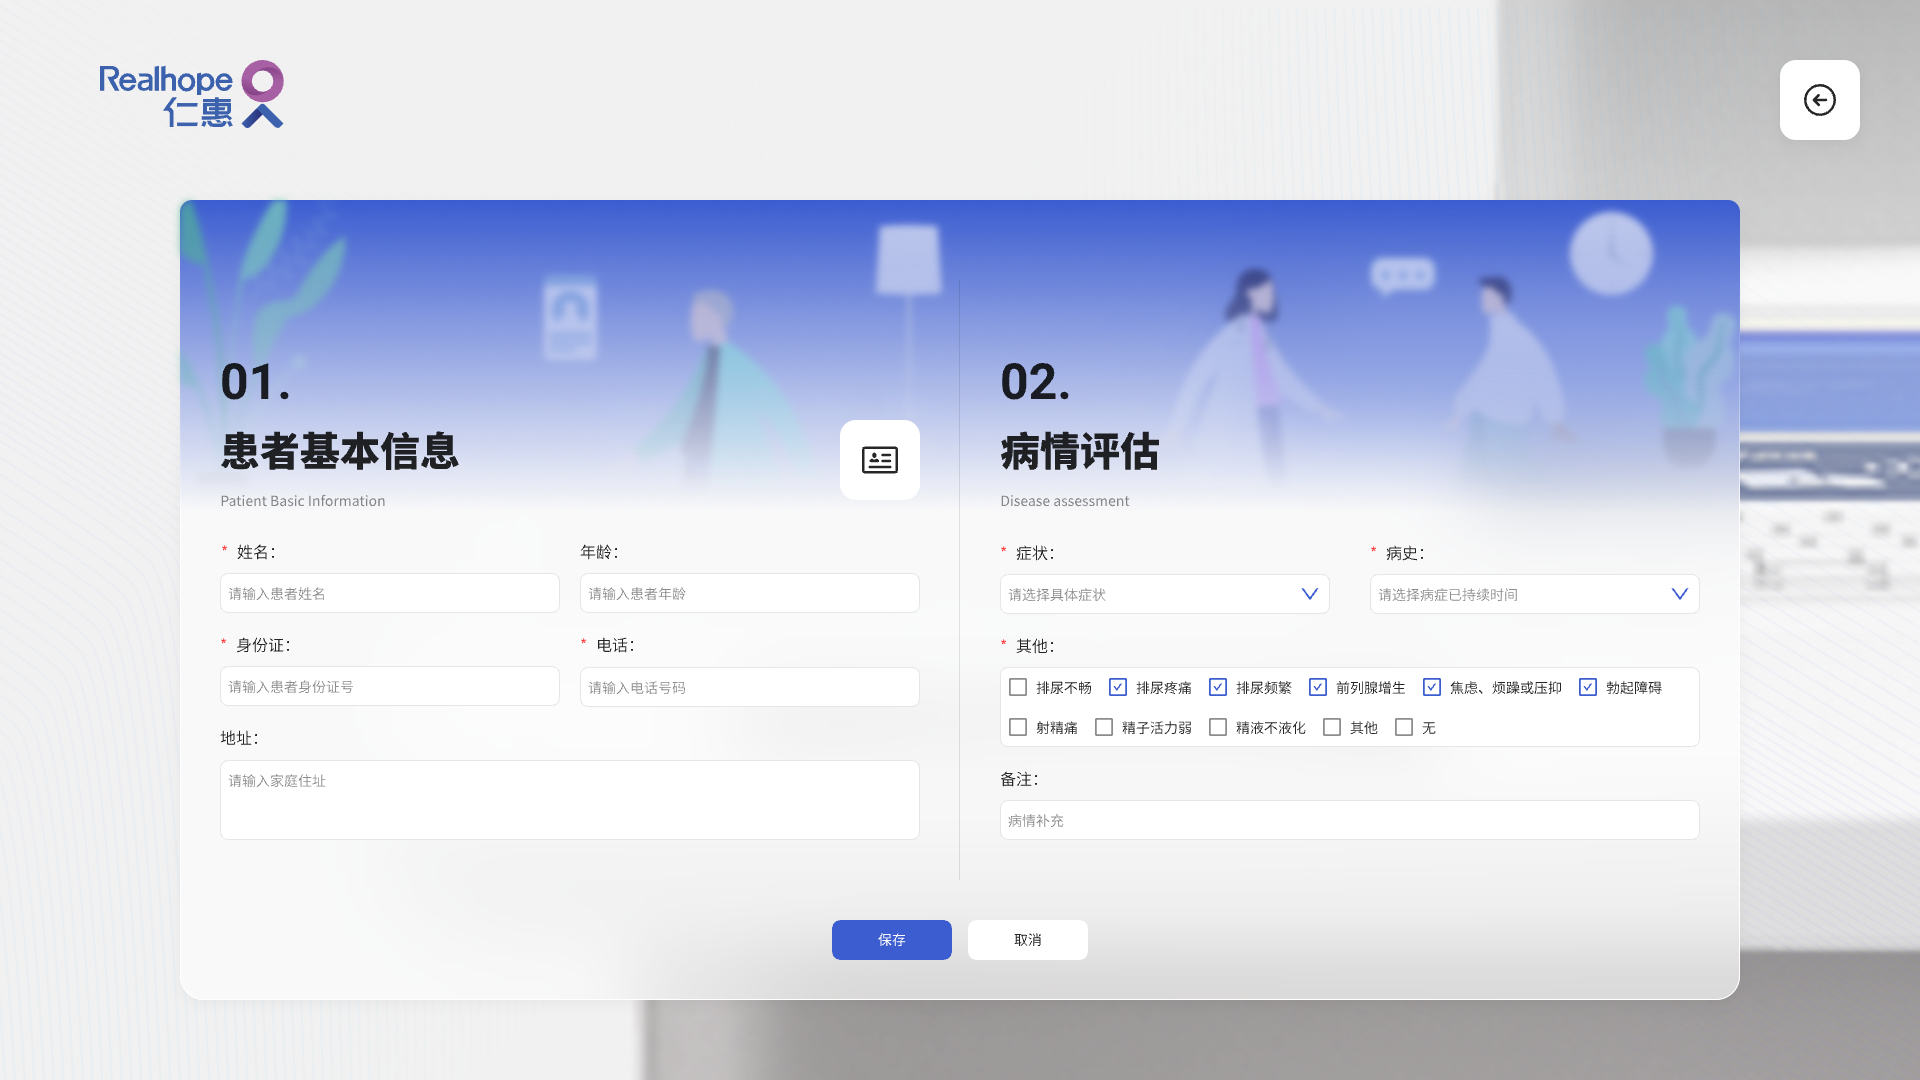 Realhope
仁惠
01.
患者基本信息
Patient Basic Information
* 姓名:
请输入患者姓名
年龄:
请输入患者年龄
* 身份证:
请输入患者身份证号
* 电话:
请输入电话号码
地址:
请输入家庭住址
02.
病情评估
Disease assessment
* 症状:
请选择具体症状
* 病史:
请选择病症已持续时间
* 其他:
排尿不畅 排尿疼痛 排尿频繁 前列腺增生 焦虑、烦躁或压抑 勃起障碍
射精痛 精子活力弱 精液不液化 其他 无
备注:
病情补充
保存 取消